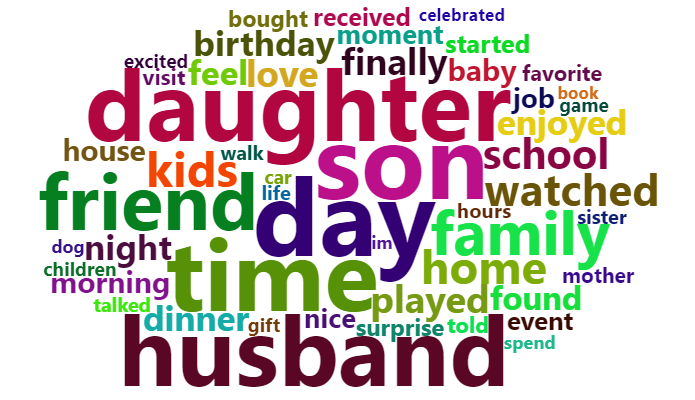 bought received celebrated
birthday moment started
excited finally
visit feel love baby favorite
daughter job book
game
enjoyed
house kids walk son school
friend car watched
life day hours sister
dog night im family
children time home mother
morning
talked played found
dinner gift nice surprise told event
husband spend